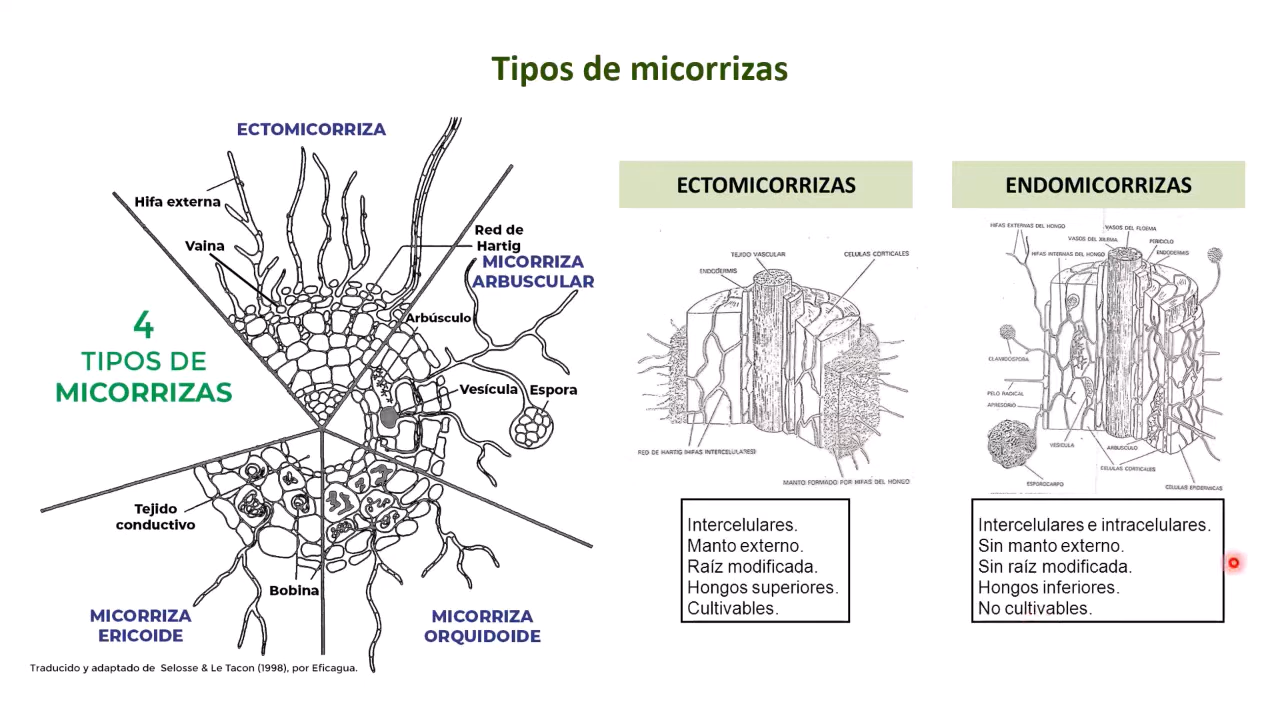 Tipos de micorrizas
ECTOMICORRIZA
Hifa externa
Vaina
Red de
Hartig
MICORRIZA
ARBUSCULAR
Arbúsculo
Vesícula
Espora
4
TIPOS DE
MICORRIZAS
Tejido
conductivo
Bobina
MICORRIZA
ERICOIDE
MICORRIZA
ORQUIDOIDE
Traducido y adaptado de Selosse & Le Tacon (1998), por Eficagua.
ECTOMICORRIZAS
TEJIDO VASCULAR
CELULAS CORTICALES
ENDODERMIS
RED DE HARTIG (HIFAS INTERCELULARES)
MANTO FORMADO POR HIFAS DEL HONGO
Intercelulares.
Manto externo.
Raíz modificada.
Hongos superiores.
Cultivables.
ENDOMICORRIZAS
HIFAS EXTERNAS DEL HONGO
VASOS DEL FLOEMA
VASOS DEL XILEMA
PERICICLO
HIFAS INTERNAS DEL HONGO
ENDODERMIS
CLAMIDOSPORA
PELO RADICAL
APRESORIO
VESICULA
ARBUSCULO
CELULAS CORTICALES
ESPOROCARPO
CELULAS EPIDERMICAS
Intercelulares e intracelulares.
Sin manto externo.
Sin raíz modificada.
Hongos inferiores.
No cultivables.